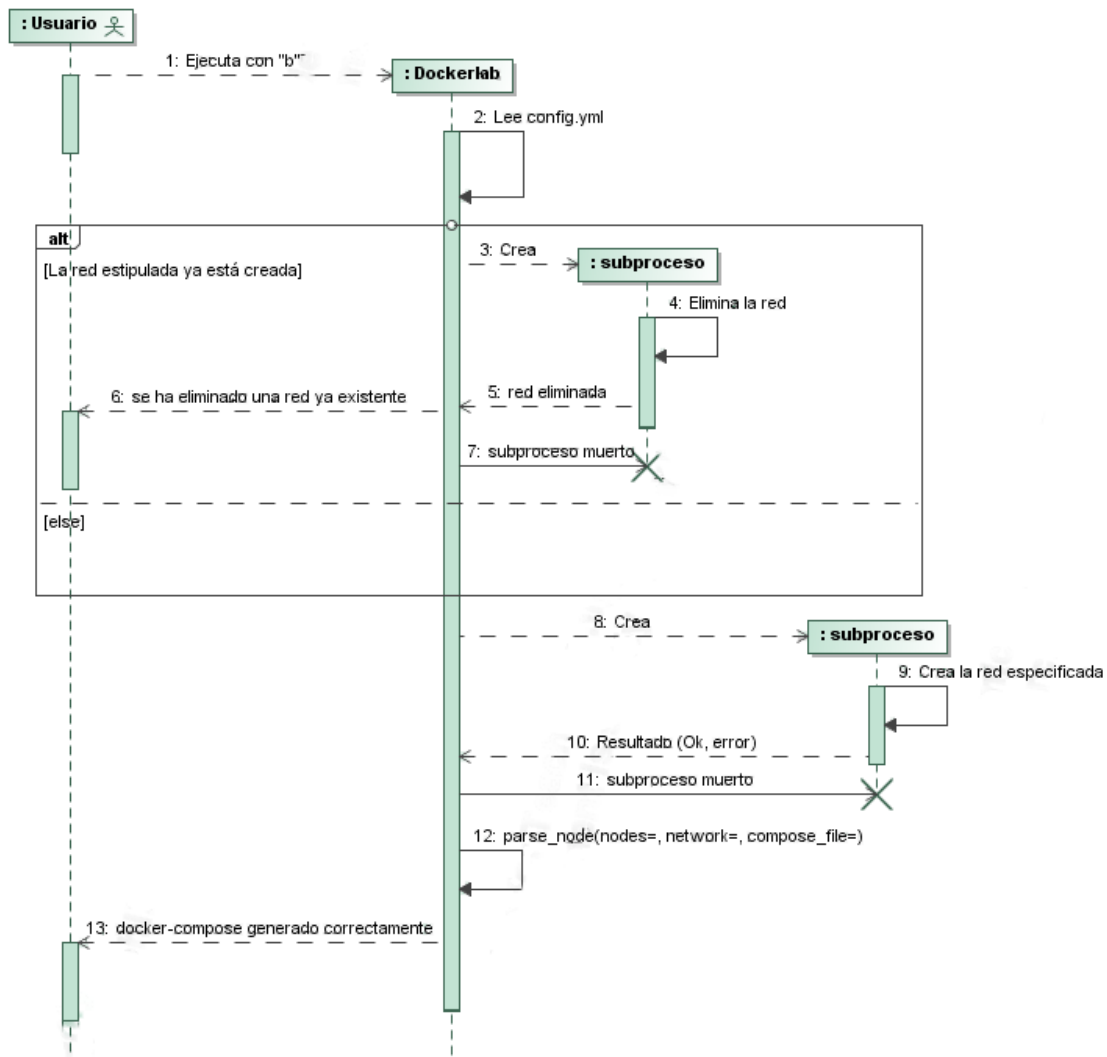 : Usuario
1: Ejecuta con "b"
: Dockerlab
2: Lee config.yml
alt
3: Crea
: subproceso
[La red estipulada ya está creada]
4: Elimina la red
5: red eliminada
6: se ha eliminado una red ya existente
7: subproceso muerto
[else]
8: Crea
: subproceso
9: Crea la red especificada
10: Resultado (Ok, error)
11: subproceso muerto
12: parse_node(nodes=, network=, compose_file=)
13: docker-compose generado correctamente